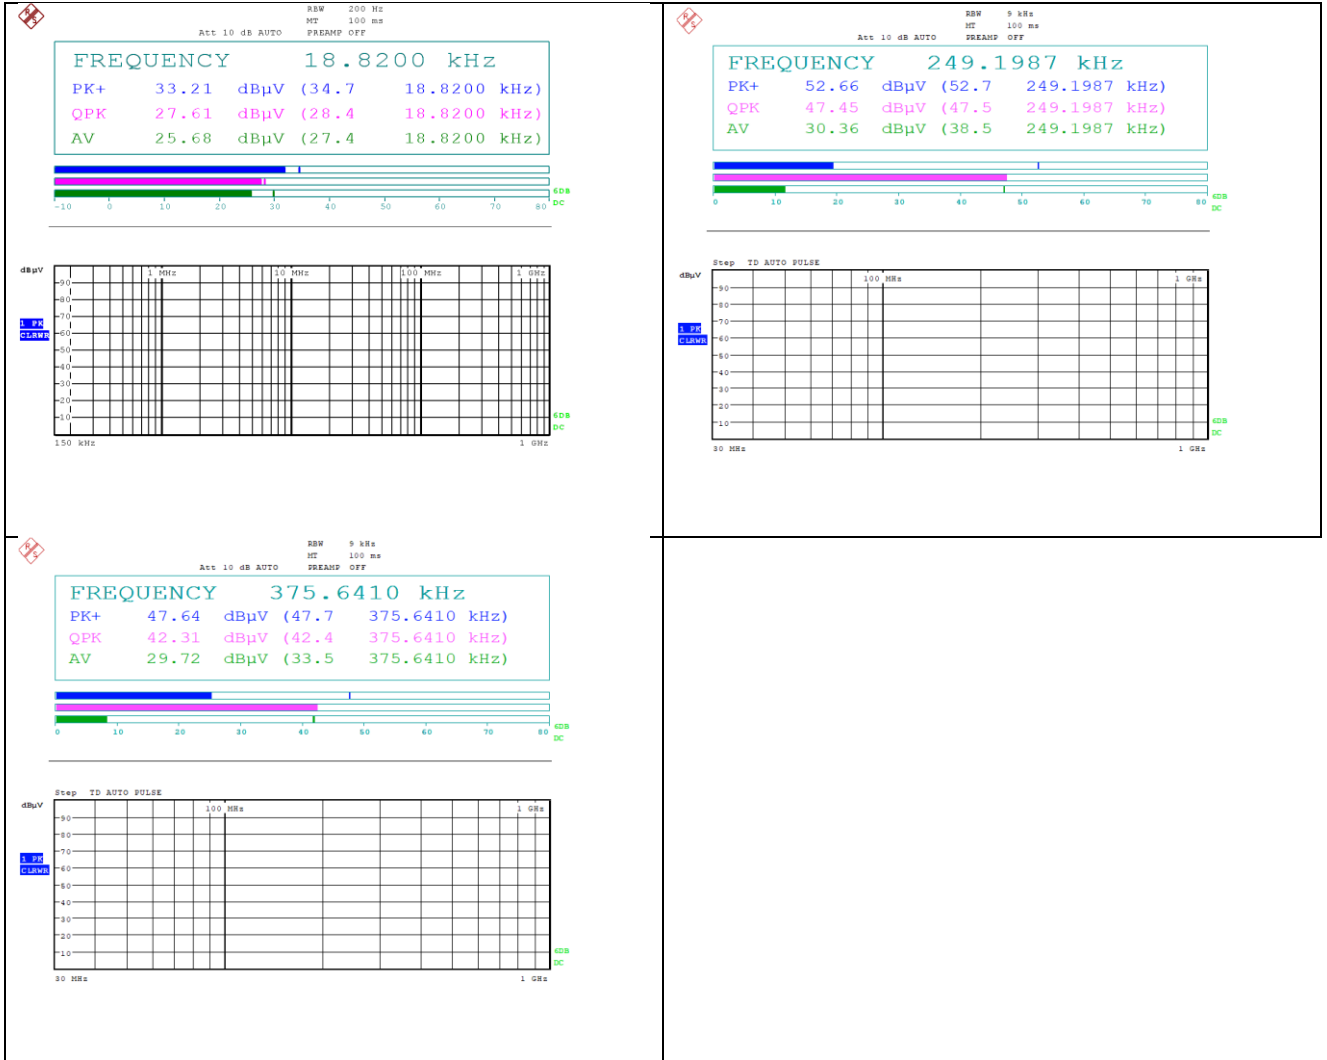 RBW 200 Hz
MT 100 ms
Att 10 dB AUTO PREAMP OFF
FREQUENCY 18.8200 kHz
PK+ 33.21 dBµV (34.7 18.8200 kHz)
QPK 27.61 dBµV (28.4 18.8200 kHz)
AV 25.68 dBµV (27.4 18.8200 kHz)
6DB
-10 0 10 20 30 40 50 60 70 80 DC
dBµV
1 MHz 10 MHz 100 MHz 1 GHz
90
80
70
1 PK
60
CLRWR
50
40
30
20
10
6DB
DC
150 kHz 1 GHz
RBW 9 kHz
MT 100 ms
Att 10 dB AUTO PREAMP OFF
FREQUENCY 249.1987 kHz
PK+ 52.66 dBµV (52.7 249.1987 kHz)
QPK 47.45 dBµV (47.5 249.1987 kHz)
AV 30.36 dBµV (38.5 249.1987 kHz)
6DB
0 10 20 30 40 50 60 70 80 DC
Step TD AUTO PULSE
dBµV
100 MHz 1 GHz
90
80
70
1 PK
60
CLRWR
50
40
30
20
10
6DB
DC
30 MHz 1 GHz
RBW 9 kHz
MT 100 ms
Att 10 dB AUTO PREAMP OFF
FREQUENCY 375.6410 kHz
PK+ 47.64 dBµV (47.7 375.6410 kHz)
QPK 42.31 dBµV (42.4 375.6410 kHz)
AV 29.72 dBµV (33.5 375.6410 kHz)
6DB
0 10 20 30 40 50 60 70 80 DC
Step TD AUTO PULSE
dBµV
100 MHz 1 GHz
90
80
70
1 PK
60
CLRWR
50
40
30
20
10
6DB
DC
30 MHz 1 GHz